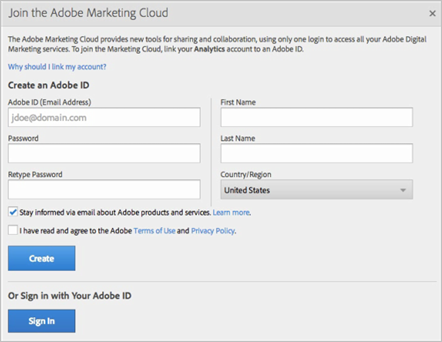 Join the Adobe Marketing Cloud
×
The Adobe Marketing Cloud provides new tools for sharing and collaboration, using only one login to access all your Adobe Digital
Marketing services. To join the Marketing Cloud, link your Analytics account to an Adobe ID.
Why should I link my account?
Create an Adobe ID
Adobe ID (Email Address)
jdoe@domain.com
Password
Retype Password
First Name
Last Name
Country/Region
United States
Stay informed via email about Adobe products and services. Learn more.
I have read and agree to the Adobe Terms of Use and Privacy Policy.
Create
Or Sign in with Your Adobe ID
Sign In